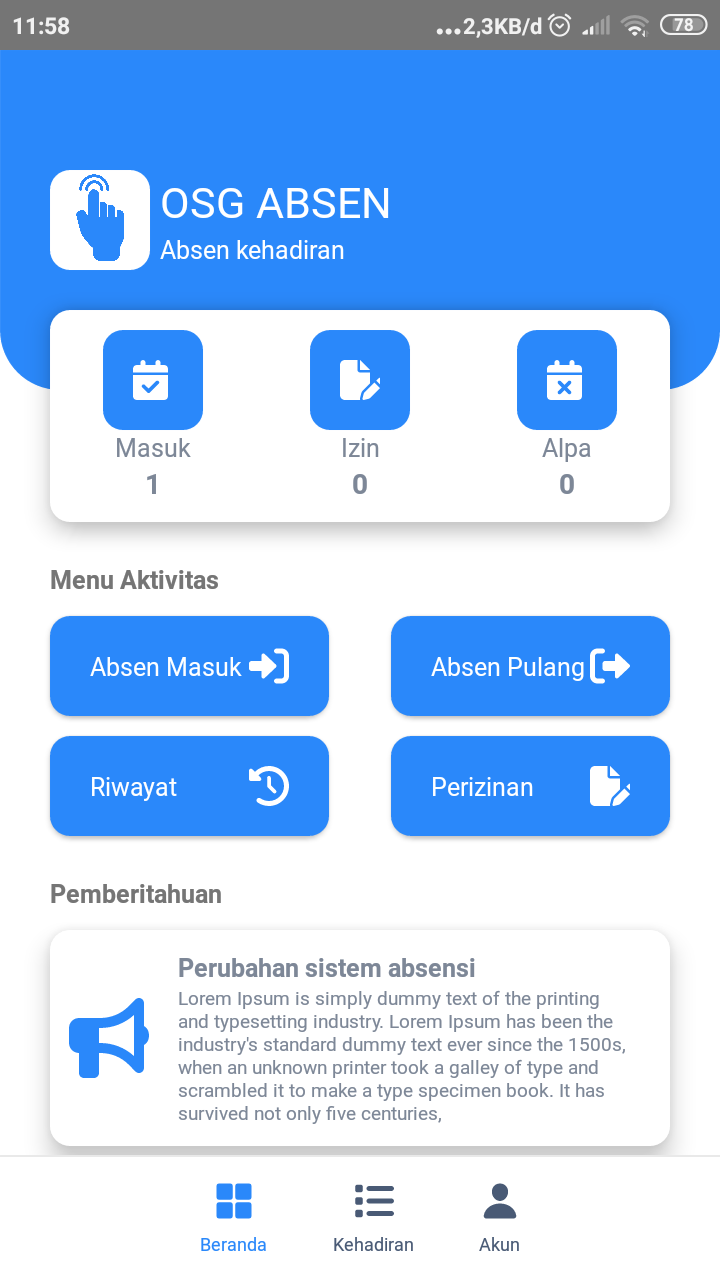 11:58
...2,3KB/d
78
OSG ABSEN
Absen kehadiran
Masuk
Izin
Alpa
1
0
0
Menu Aktivitas
Absen Masuk
Absen Pulang
Riwayat
Perizinan
Pemberitahuan
Perubahan sistem absensi
Lorem Ipsum is simply dummy text of the printing
and typesetting industry. Lorem Ipsum has been the
industry's standard dummy text ever since the 1500s,
when an unknown printer took a galley of type and
scrambled it to make a type specimen book. It has
survived not only five centuries,
Beranda
Kehadiran
Akun